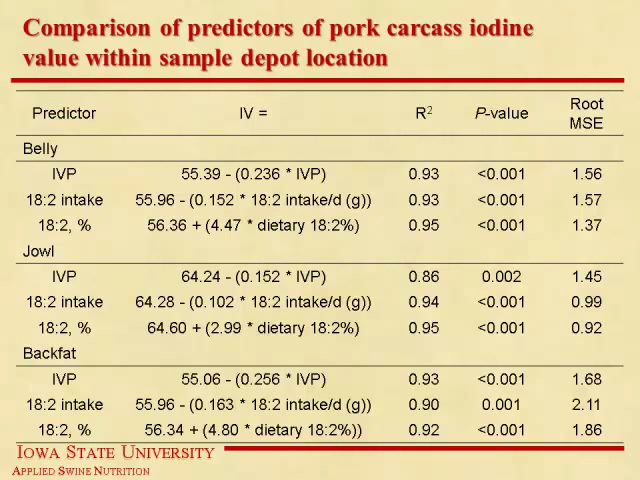 Comparison of predictors of pork carcass iodine
value within sample depot location
Predictor IV = R² P-value Root MSE
Belly
IVP 55.39 - (0.236 * IVP) 0.93 <0.001 1.56
18:2 intake 55.96 - (0.152 * 18:2 intake/d (g)) 0.93 <0.001 1.57
18:2, % 56.36 + (4.47 * dietary 18:2%) 0.95 <0.001 1.37
Jowl
IVP 64.24 - (0.152 * IVP) 0.86 0.002 1.45
18:2 intake 64.28 - (0.102 * 18:2 intake/d (g)) 0.94 <0.001 0.99
18:2, % 64.60 + (2.99 * dietary 18:2%) 0.95 <0.001 0.92
Backfat
IVP 55.06 - (0.256 * IVP) 0.93 <0.001 1.68
18:2 intake 55.96 - (0.163 * 18:2 intake/d (g)) 0.90 0.001 2.11
18:2, % 56.34 + (4.80 * dietary 18:2%)) 0.92 <0.001 1.86
IOWA STATE UNIVERSITY
APPLIED SWINE NUTRITION